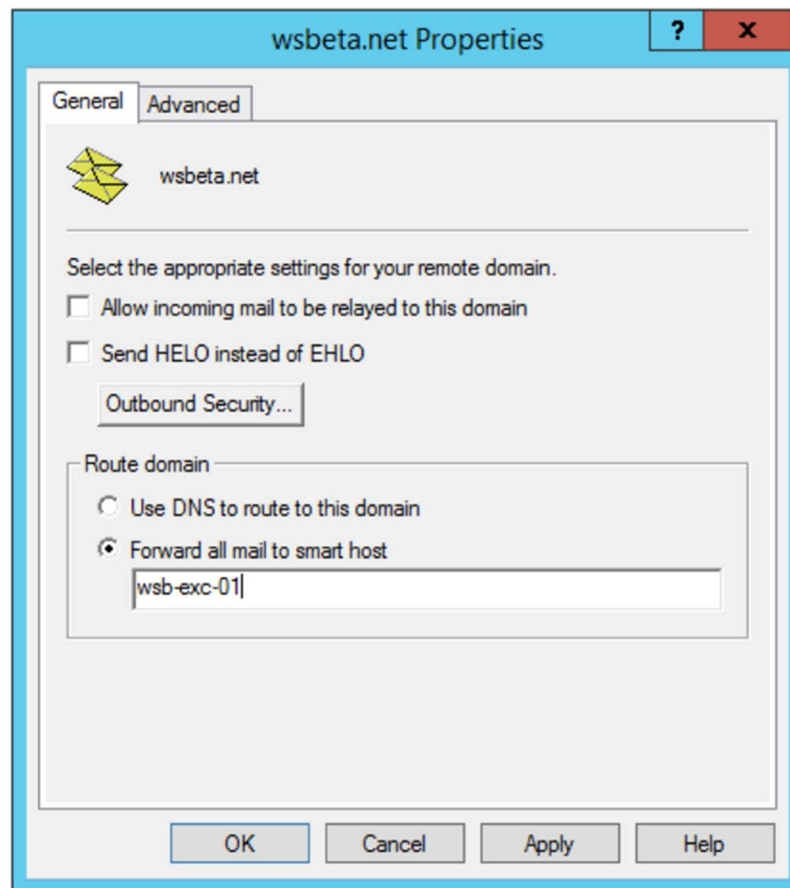 wsbeta.net Properties
?
x
General
Advanced
wsbeta.net
Select the appropriate settings for your remote domain.
Allow incoming mail to be relayed to this domain
Send HELO instead of EHLO
Outbound Security...
Route domain
Use DNS to route to this domain
Forward all mail to smart host
wsb-exc-01
OK
Cancel
Apply
Help